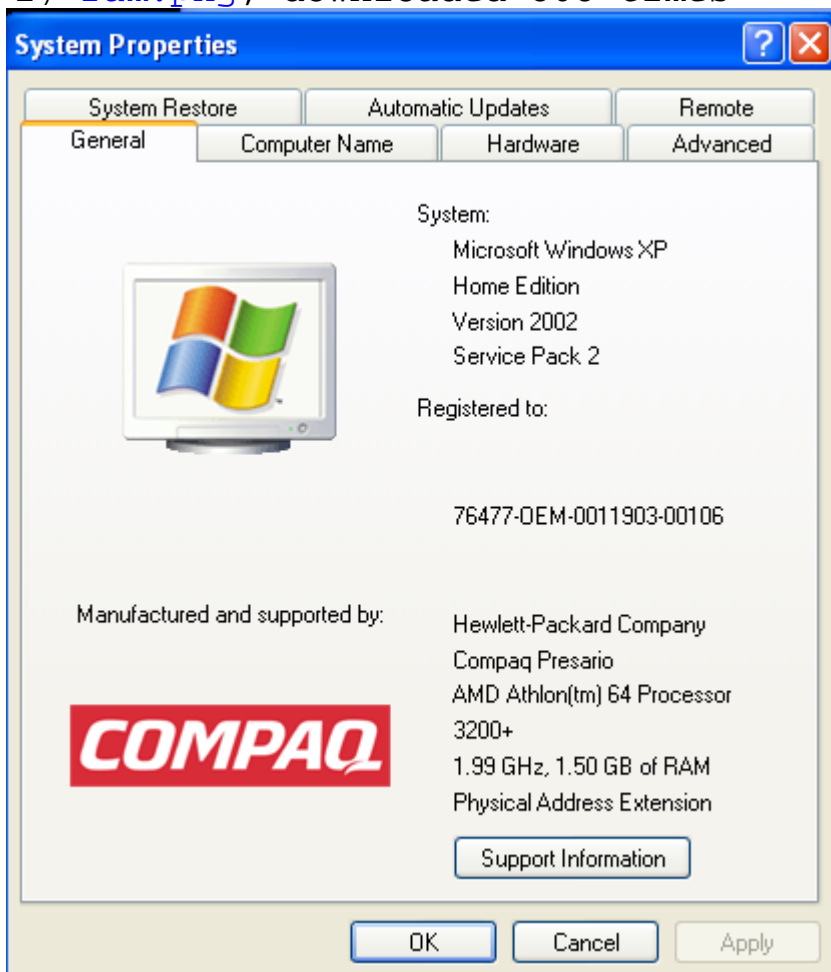 System Properties
System Restore Automatic Updates Remote
General Computer Name Hardware Advanced
System:
Microsoft Windows XP
Home Edition
Version 2002
Service Pack 2
Registered to:
76477-OEM-0011903-00106
Manufactured and supported by:
Hewlett-Packard Company
Compaq Presario
AMD Athlon(tm) 64 Processor
3200+
1.99 GHz, 1.50 GB of RAM
Physical Address Extension
COMPAQ
Support Information
OK Cancel Apply